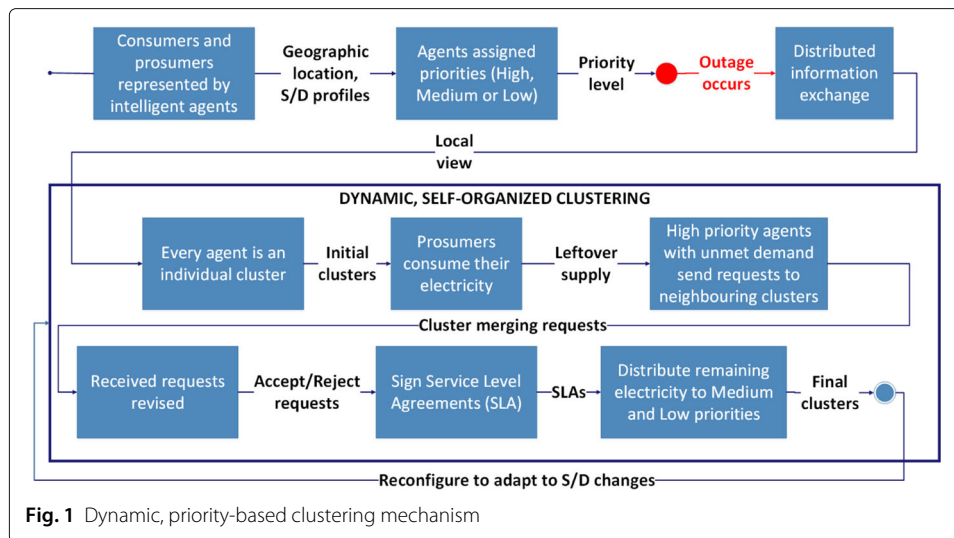 Consumers and
prosumers
represented by
intelligent agents
Geographic
location,
S/D profiles
Agents assigned
priorities (High,
Medium or Low)
Priority
level
Outage
occurs
Distributed
information
exchange
Local
view
DYNAMIC, SELF-ORGANIZED CLUSTERING
Every agent is an
individual cluster
Initial
clusters
Prosumers
consume their
electricity
Leftover
supply
High priority agents
with unmet demand
send requests to
neighbouring clusters
Cluster merging requests
Received requests
revised
Accept/Reject
requests
Sign Service Level
Agreements (SLA)
SLAs
Distribute remaining
electricity to Medium
and Low priorities
Final
clusters
Reconfigure to adapt to S/D changes
Fig. 1 Dynamic, priority-based clustering mechanism